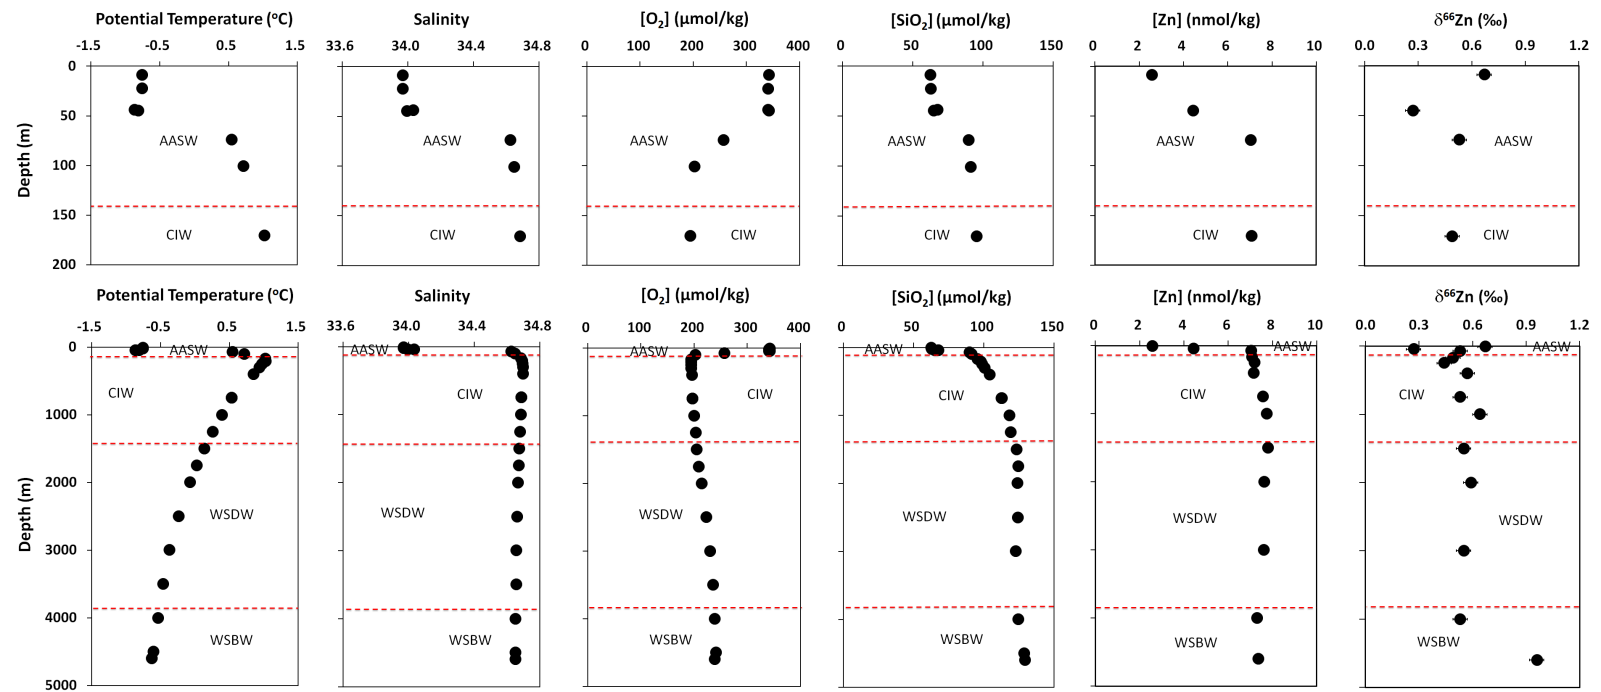 Potential Temperature (°C) Salinity [O₂] (μmol/kg) [SiO₂] (μmol/kg) [Zn] (nmol/kg) δ⁶⁶Zn (‰)
-1.5 -0.5 0.5 1.5 33.6 34.0 34.4 34.8 0 100 200 300 400 0 50 100 150 0 2 4 6 8 10 0.0 0.3 0.6 0.9 1.2
0
50
AASW AASW AASW AASW AASW AASW
100
Depth (m)
150
CIW CIW CIW CIW CIW CIW
200
Potential Temperature (°C) Salinity [O₂] (μmol/kg) [SiO₂] (μmol/kg) [Zn] (nmol/kg) δ⁶⁶Zn (‰)
-1.5 -0.5 0.5 1.5 33.6 34.0 34.4 34.8 0 100 200 300 400 0 50 100 150 0 2 4 6 8 10 0.0 0.3 0.6 0.9 1.2
0
AASW AASW AASW AASW AASW AASW
CIW CIW CIW CIW CIW CIW
1000
2000
Depth (m)
WSDW WSDW WSDW WSDW WSDW WSDW
3000
4000
WSBW WSBW WSBW WSBW WSBW WSBW
5000